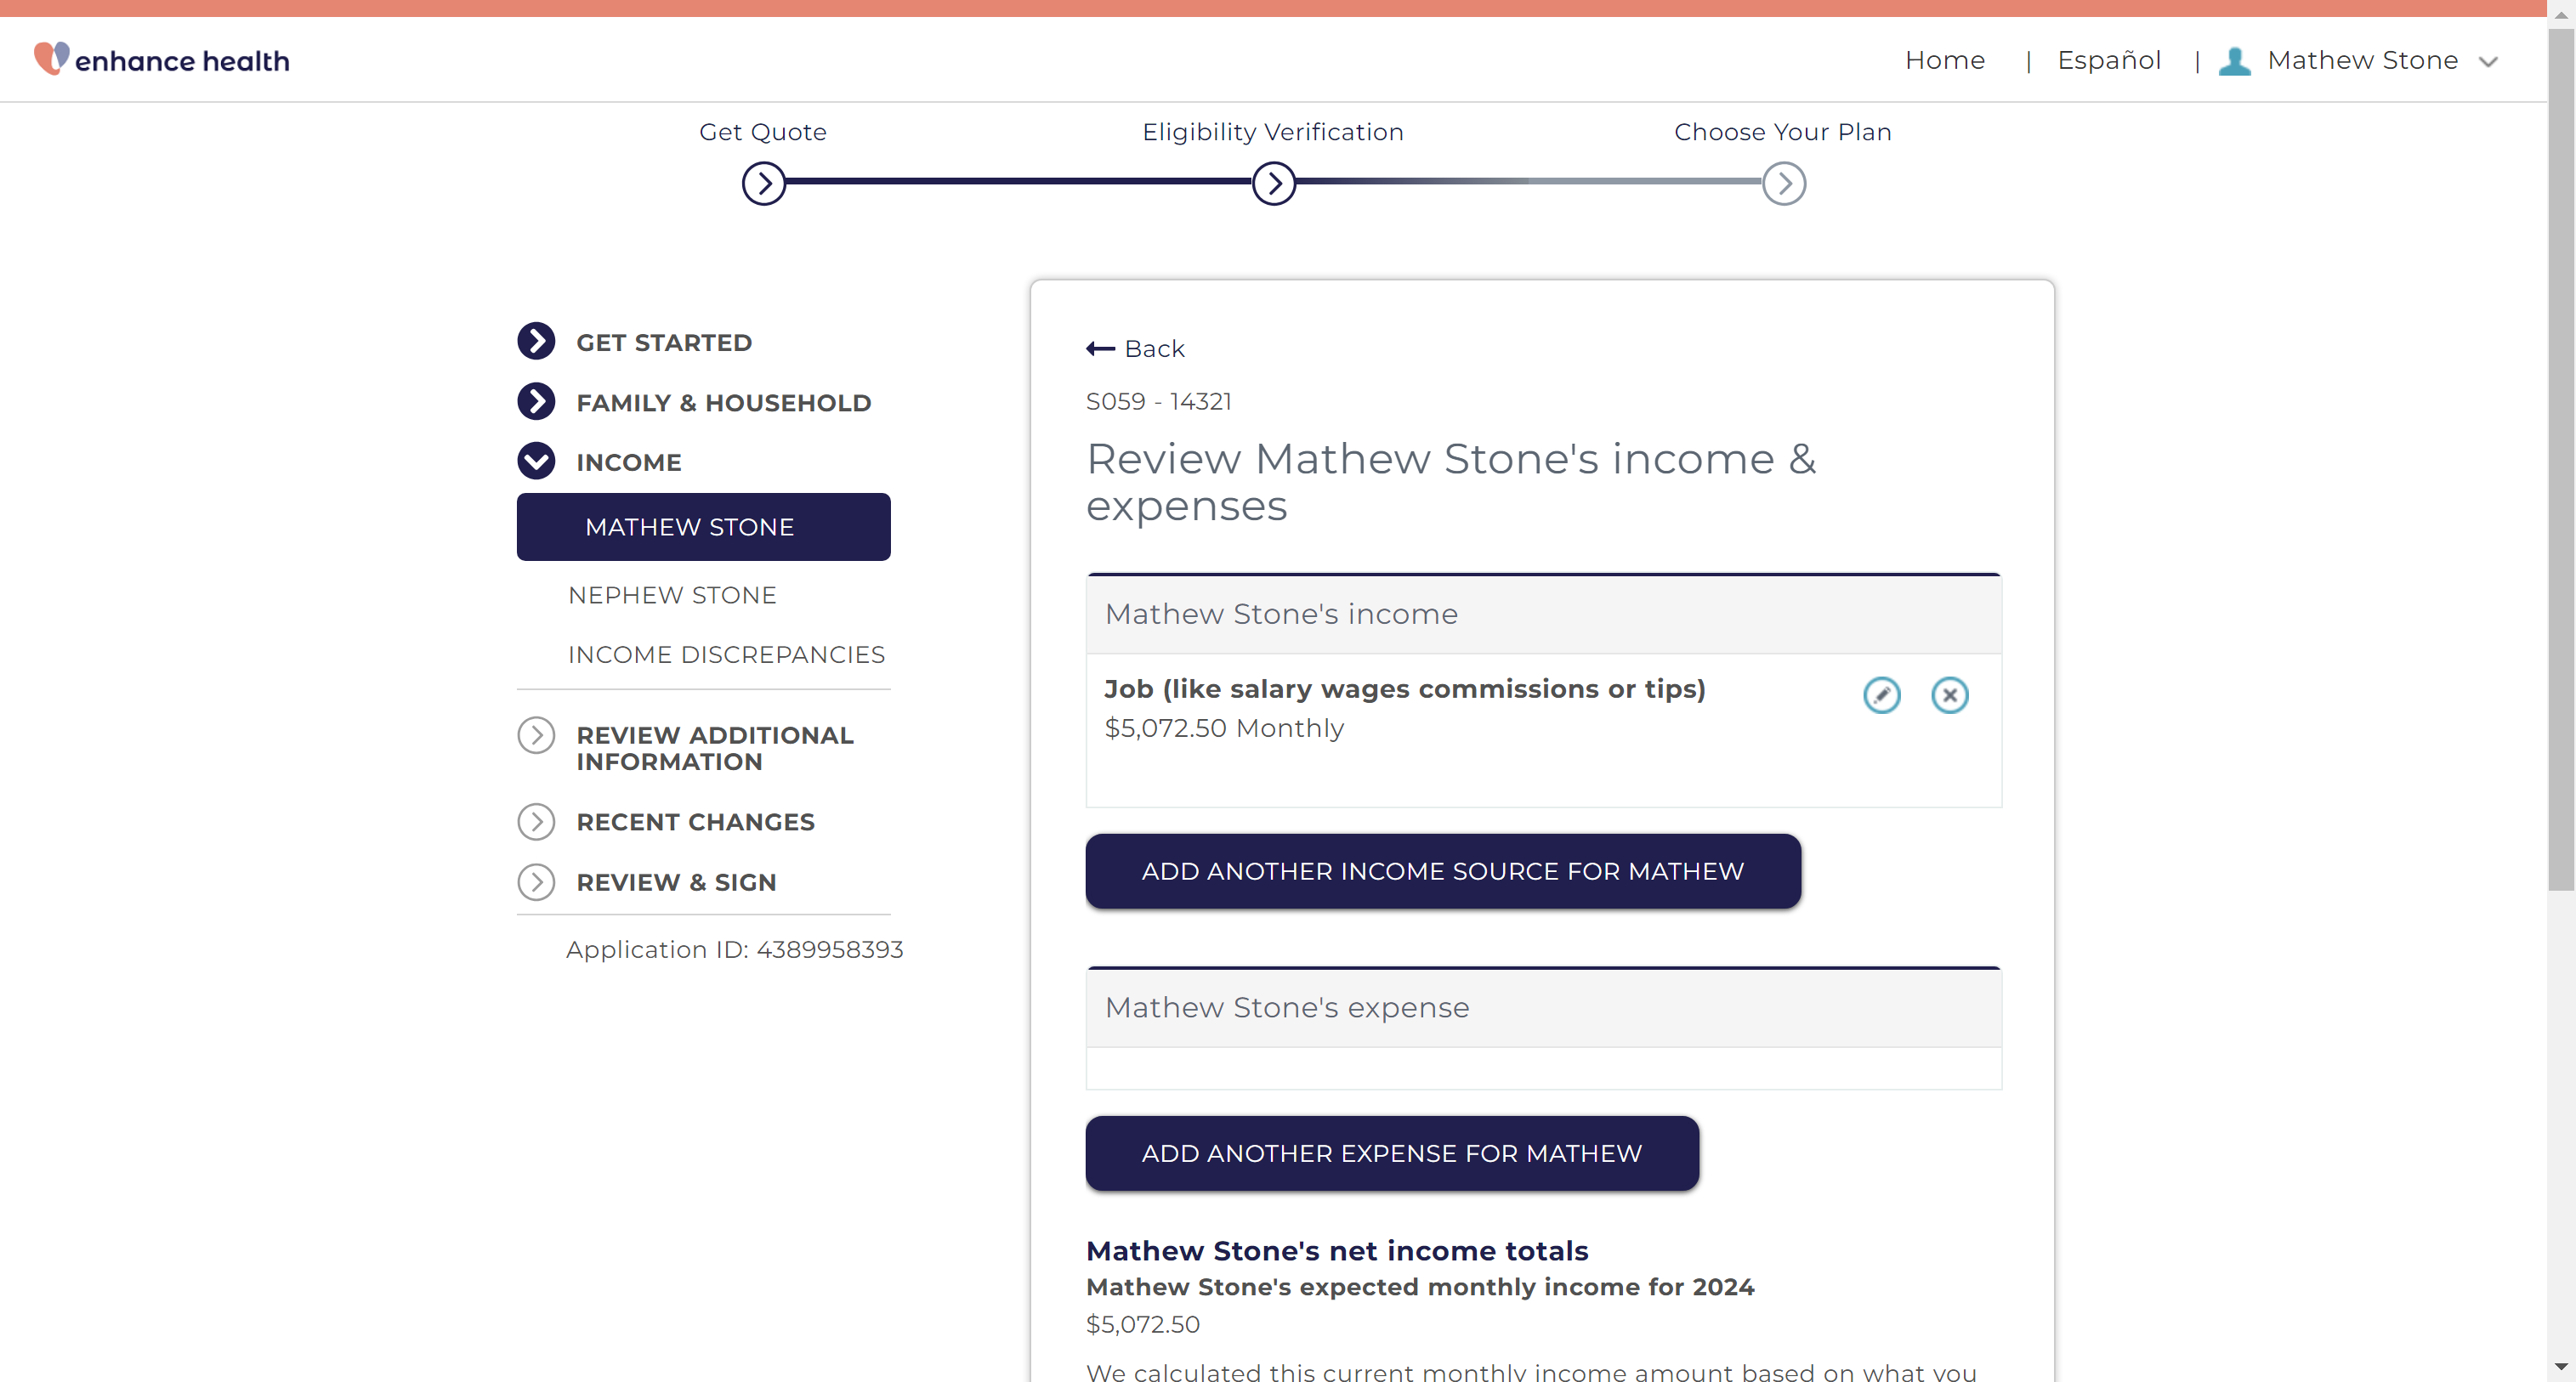 enhance health
Home | Español | Mathew Stone
Get Quote
Eligibility Verification
Choose Your Plan
GET STARTED
FAMILY & HOUSEHOLD
INCOME
MATHEW STONE
NEPHEW STONE
INCOME DISCREPANCIES
REVIEW ADDITIONAL
INFORMATION
RECENT CHANGES
REVIEW & SIGN
Application ID: 4389958393
Back
S059 - 14321
Review Mathew Stone's income &
expenses
Mathew Stone's income
Job (like salary wages commissions or tips)
$5,072.50 Monthly
ADD ANOTHER INCOME SOURCE FOR MATHEW
Mathew Stone's expense
ADD ANOTHER EXPENSE FOR MATHEW
Mathew Stone's net income totals
Mathew Stone's expected monthly income for 2024
$5,072.50
We calculated this current monthly income amount based on what you